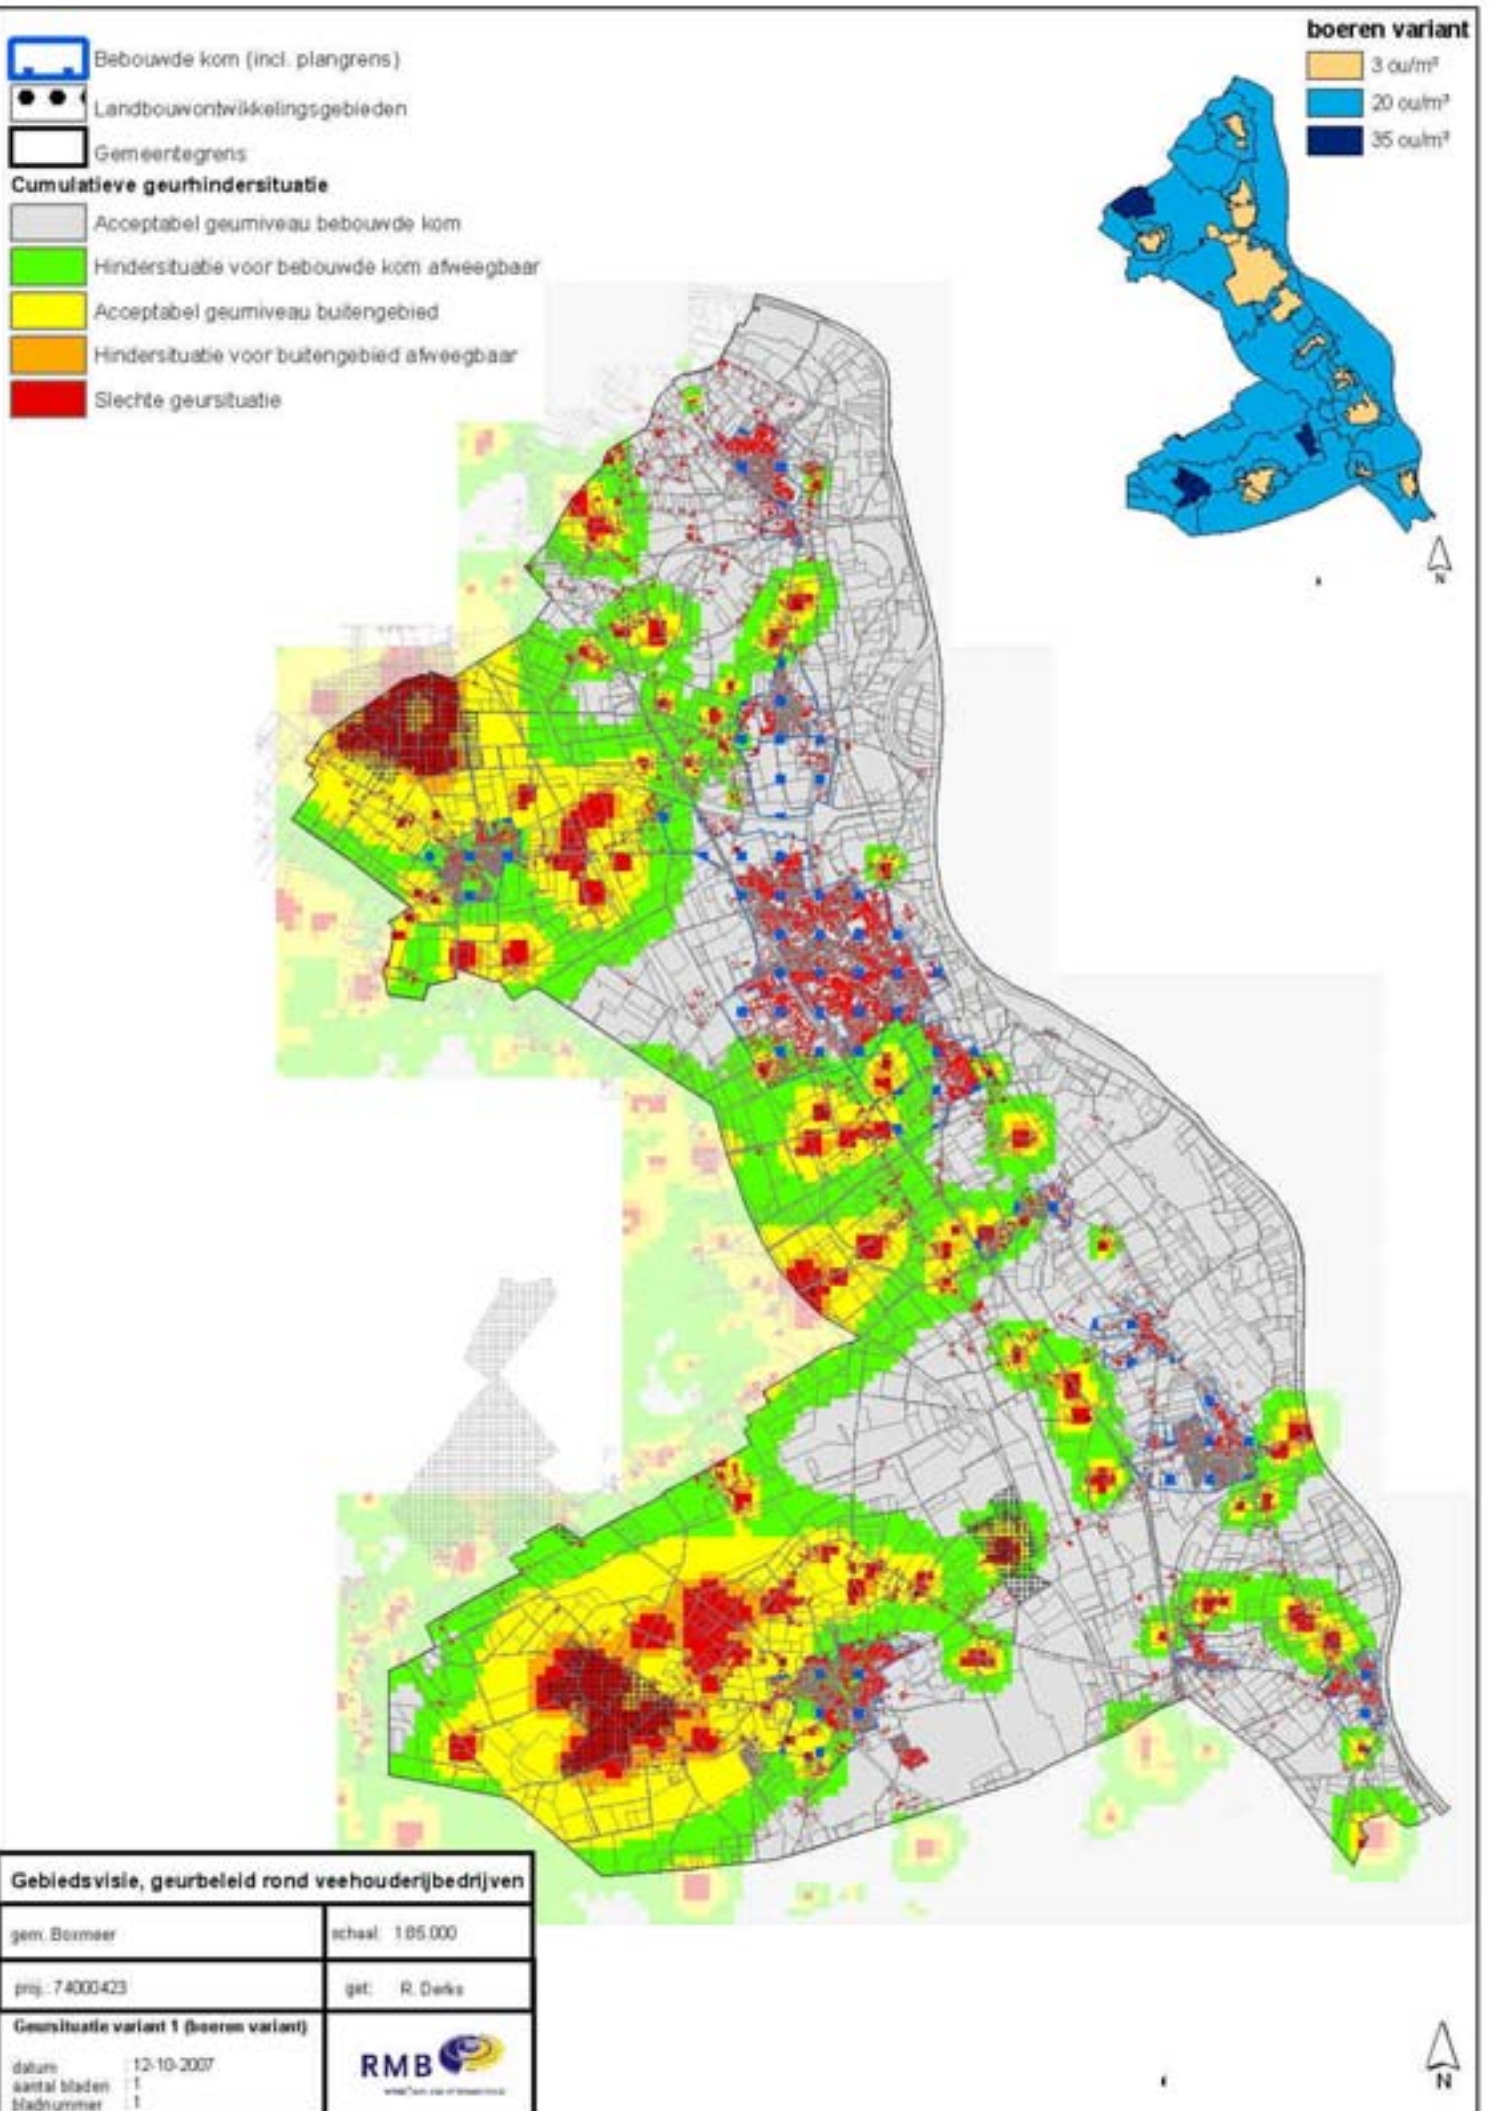 Bebouwde kom (incl. plangrens)
Landbouwontwikkelingsgebieden
Gemeentegrens
Cumulatieve geurhindersituatie
Acceptabel geurniveau bebouwde kom
Hindersituatie voor bebouwde kom afweegbaar
Acceptabel geurniveau buitengebied
Hindersituatie voor buitengebied afweegbaar
Slechte geursituatie
boeren variant
3 ou/m³
20 ou/m³
35 ou/m³
N
Gebiedsvisie, geurbeleid rond veehouderijbedrijven
gem. Boxmeer
schaal: 1:85.000
proj.: 74000423
get: R. Derks
Geursituatie variant 1 (boeren variant)
datum : 12-10-2007
aantal bladen : 1
bladnummer : 1
RMB
N